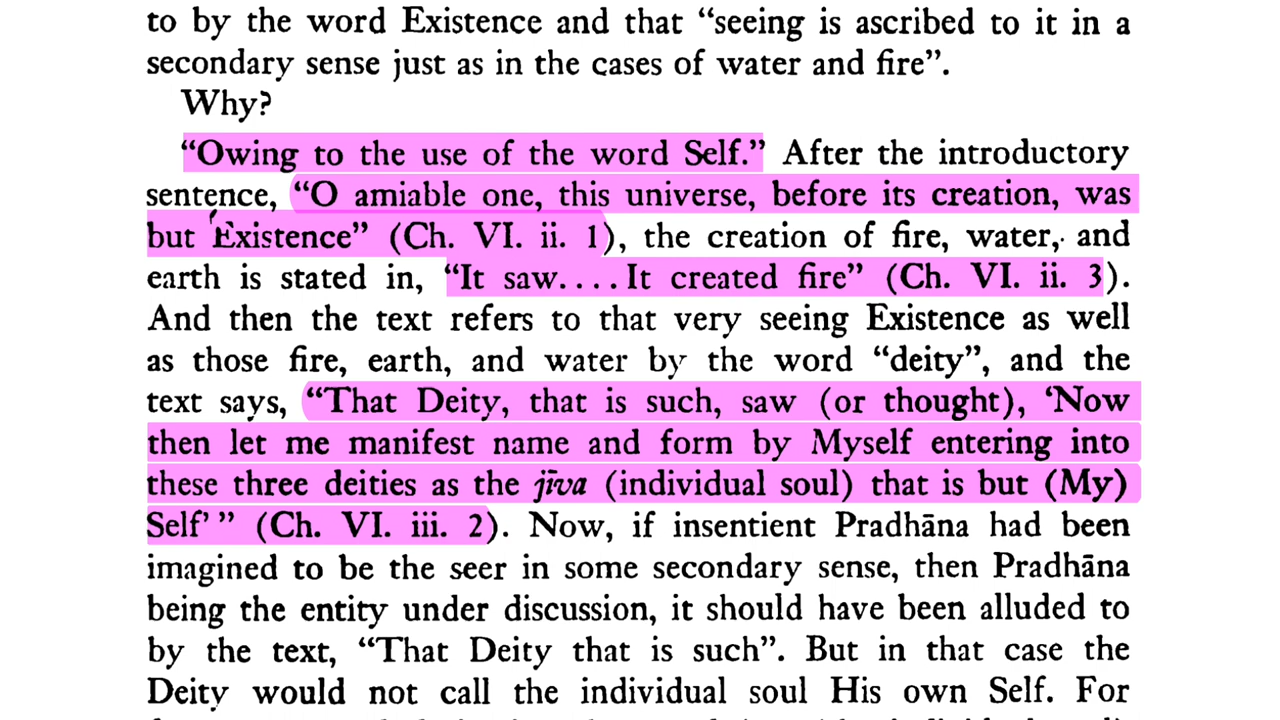 to by the word Existence and that “seeing is ascribed to it in a
secondary sense just as in the cases of water and fire”.
Why?
“Owing to the use of the word Self.” After the introductory
sentence, “O amiable one, this universe, before its creation, was
but Existence” (Ch. VI. ii. 1), the creation of fire, water, and
earth is stated in, “It saw....It created fire” (Ch. VI. ii. 3).
And then the text refers to that very seeing Existence as well
as those fire, earth, and water by the word “deity”, and the
text says, “That Deity, that is such, saw (or thought), ‘Now
then let me manifest name and form by Myself entering into
these three deities as the jīva (individual soul) that is but (My)
Self’ ” (Ch. VI. iii. 2). Now, if insentient Pradhāna had been
imagined to be the seer in some secondary sense, then Pradhāna
being the entity under discussion, it should have been alluded to
by the text, “That Deity that is such”. But in that case the
Deity would not call the individual soul His own Self. For